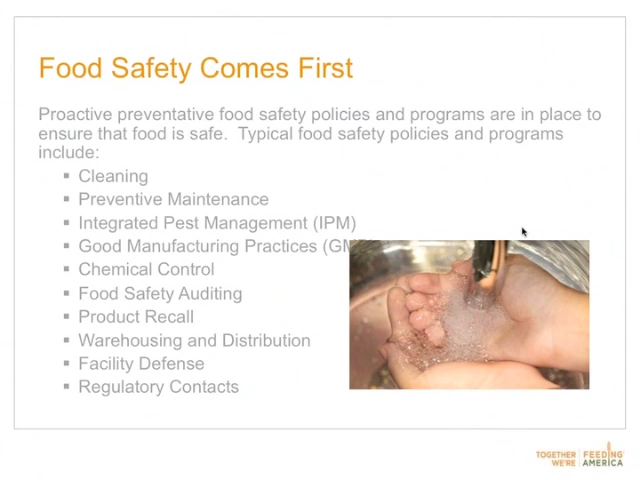 Food Safety Comes First
Proactive preventative food safety policies and programs are in place to
ensure that food is safe.  Typical food safety policies and programs
include:
▪ Cleaning
▪ Preventive Maintenance
▪ Integrated Pest Management (IPM)
▪ Good Manufacturing Practices (GM
▪ Chemical Control
▪ Food Safety Auditing
▪ Product Recall
▪ Warehousing and Distribution
▪ Facility Defense
▪ Regulatory Contacts
TOGETHER WE'RE
FEEDING AMERICA